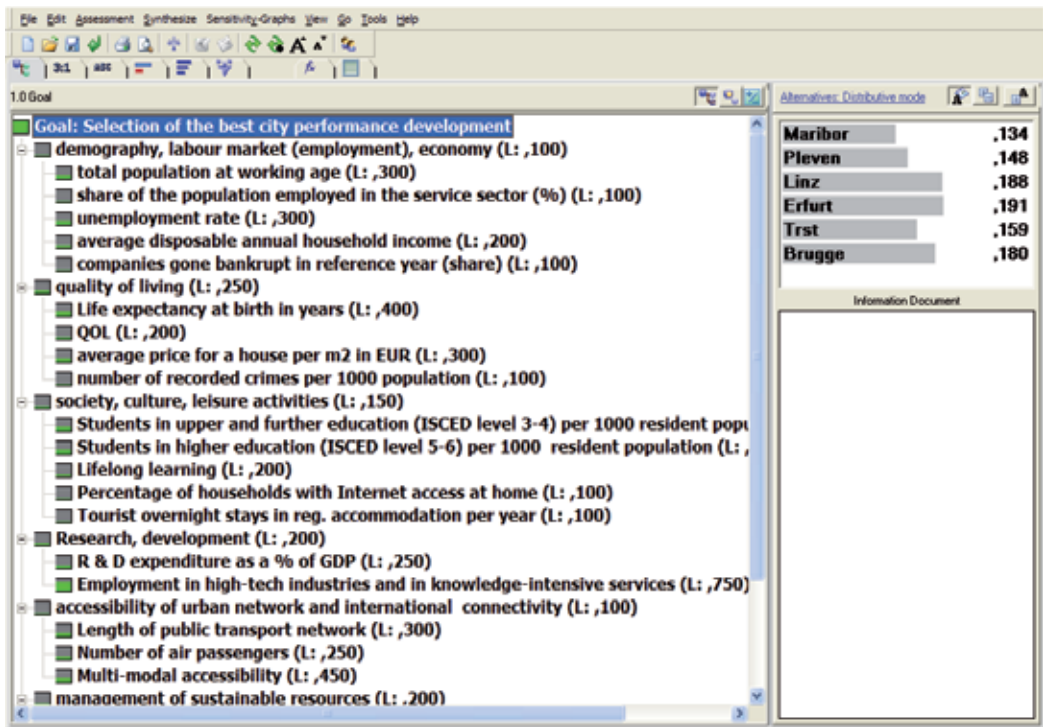 File Edit Assessment Synthesize Sensitivity-Graphs View Go Tools Help
3:1 ABC
1.0 Goal
Goal: Selection of the best city performance development
demography, labour market (employment), economy (L: ,100)
total population at working age (L: ,300)
share of the population employed in the service sector (%) (L: ,100)
unemployment rate (L: ,300)
average disposable annual household income (L: ,200)
companies gone bankrupt in reference year (share) (L: ,100)
quality of living (L: ,250)
Life expectancy at birth in years (L: ,400)
QOL (L: ,200)
average price for a house per m2 in EUR (L: ,300)
number of recorded crimes per 1000 population (L: ,100)
society, culture, leisure activities (L: ,150)
Students in upper and further education (ISCED level 3-4) per 1000 resident popu
Students in higher education (ISCED level 5-6) per 1000 resident population (L: ,
Lifelong learning (L: ,200)
Percentage of households with Internet access at home (L: ,100)
Tourist overnight stays in reg. accommodation per year (L: ,100)
Research, development (L: ,200)
R & D expenditure as a % of GDP (L: ,250)
Employment in high-tech industries and in knowledge-intensive services (L: ,750)
accessibility of urban network and international connectivity (L: ,100)
Length of public transport network (L: ,300)
Number of air passengers (L: ,250)
Multi-modal accessibility (L: ,450)
management of sustainable resources (L: ,200)
Alternatives: Distributive mode
Maribor ,134
Pleven ,148
Linz ,188
Erfurt ,191
Trst ,159
Brugge ,180
Information Document